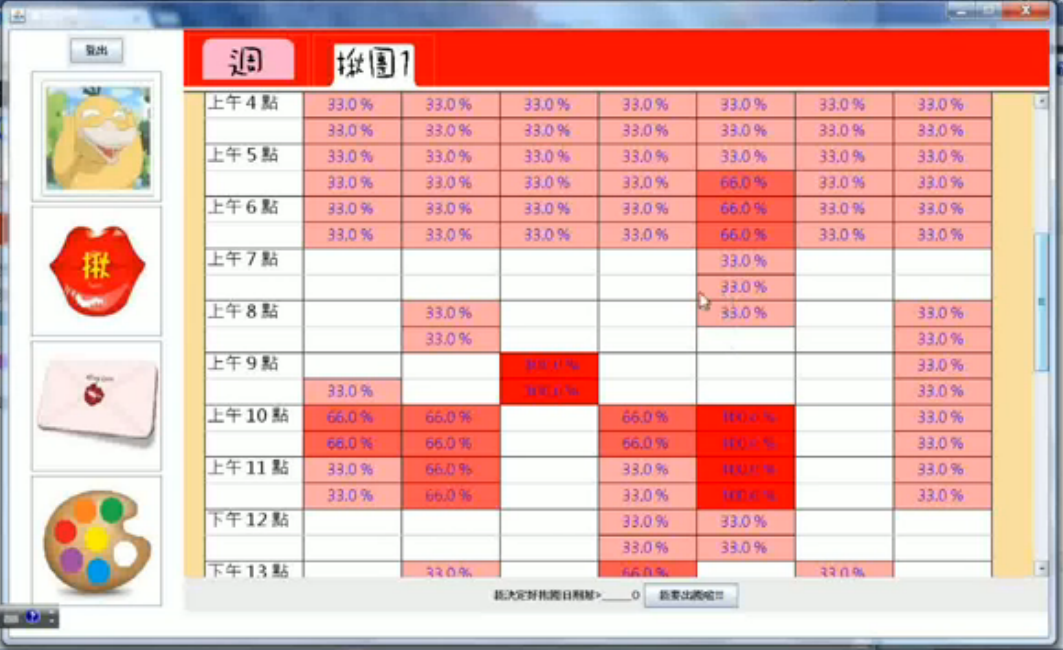 登出
週 揪團1
揪
上午4點 33.0 % 33.0 % 33.0 % 33.0 % 33.0 % 33.0 % 33.0 %
33.0 % 33.0 % 33.0 % 33.0 % 33.0 % 33.0 % 33.0 %
上午5點 33.0 % 33.0 % 33.0 % 33.0 % 33.0 % 33.0 % 33.0 %
33.0 % 33.0 % 33.0 % 33.0 % 66.0 % 33.0 % 33.0 %
上午6點 33.0 % 33.0 % 33.0 % 33.0 % 66.0 % 33.0 % 33.0 %
33.0 % 33.0 % 33.0 % 33.0 % 66.0 % 33.0 % 33.0 %
上午7點 33.0 %
33.0 %
上午8點 33.0 % 33.0 % 33.0 %
33.0 % 33.0 %
上午9點 100.0 % 33.0 %
33.0 % 100.0 % 33.0 %
上午10點 66.0 % 66.0 % 66.0 % 100.0 % 33.0 %
66.0 % 66.0 % 66.0 % 100.0 % 33.0 %
上午11點 33.0 % 66.0 % 33.0 % 100.0 % 33.0 %
33.0 % 66.0 % 33.0 % 100.0 % 33.0 %
下午12點 33.0 % 33.0 %
33.0 % 33.0 %
下午13點 33.0 % 66.0 % 33.0 %